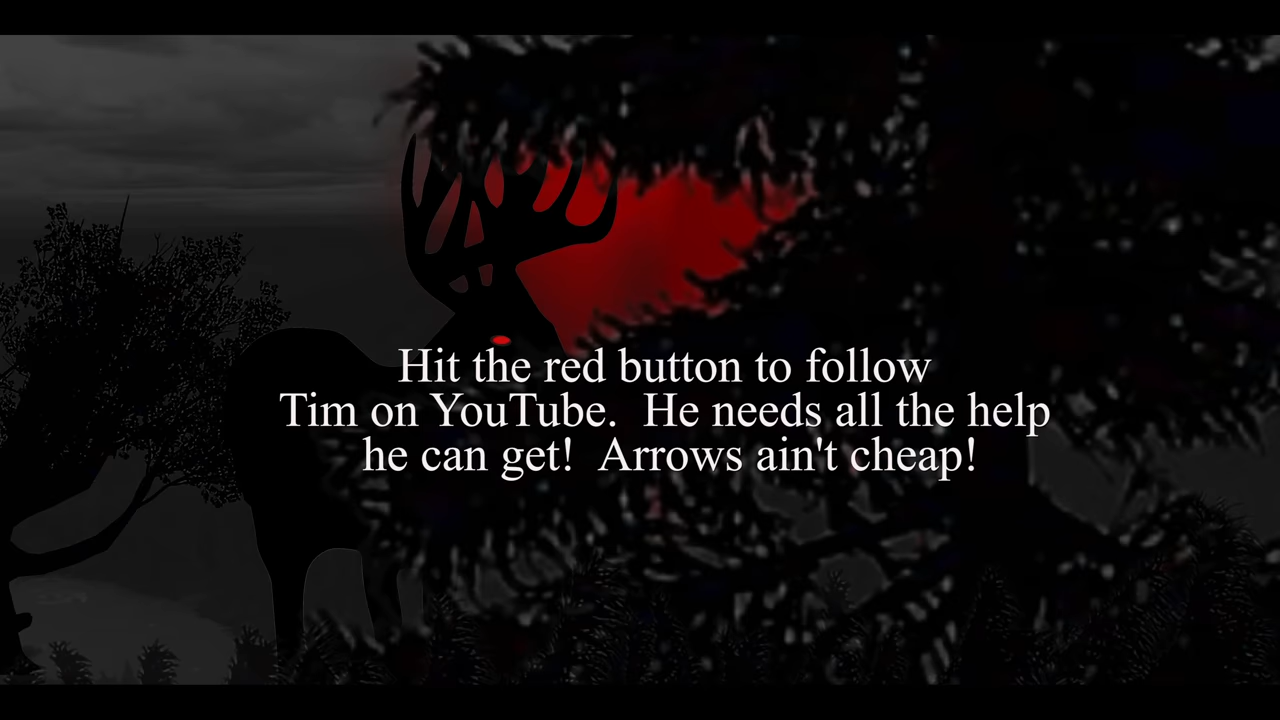 Hit the red button to follow
Tim on YouTube.  He needs all the help
he can get!  Arrows ain't cheap!